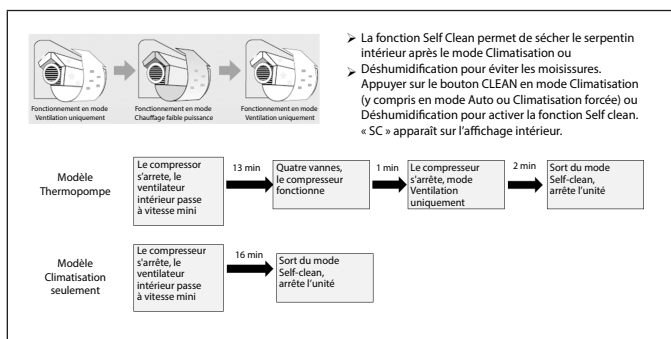 Fonctionnement en mode
Ventilation uniquement
Fonctionnement en mode
Chauffage faible puissance
Fonctionnement en mode
Ventilation uniquement
➢ La fonction Self Clean permet de sécher le serpentin
intérieur après le mode Climatisation ou
➢ Déshumidification pour éviter les moisissures.
Appuyer sur le bouton CLEAN en mode Climatisation
(y compris en mode Auto ou Climatisation forcée) ou
Déshumidification pour activer la fonction Self clean.
« SC » apparaît sur l'affichage intérieur.
Modèle
Thermopompe
Le compressor
s'arrete, le
ventilateur
intérieur passe
à vitesse mini
13 min
Quatre vannes,
le compresseur
fonctionne
1 min
Le compresseur
s'arrête, mode
Ventilation
uniquement
2 min
Sort du mode
Self-clean,
arrête l'unité
Modèle
Climatisation
seulement
Le compresseur
s'arrête, le
ventilateur
intérieur passe
à vitesse mini
16 min
Sort du mode
Self-clean,
arrête l'unité